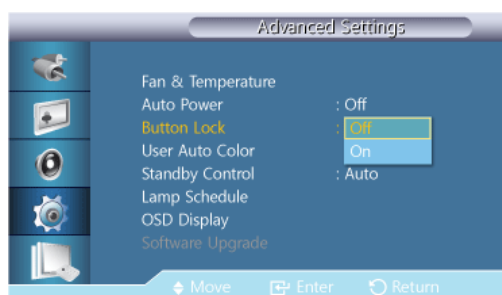 Advanced Settings
Fan & Temperature
Auto Power : Off
Button Lock : Off
User Auto Color On
Standby Control : Auto
Lamp Schedule
OSD Display
Software Upgrade
Move Enter Return